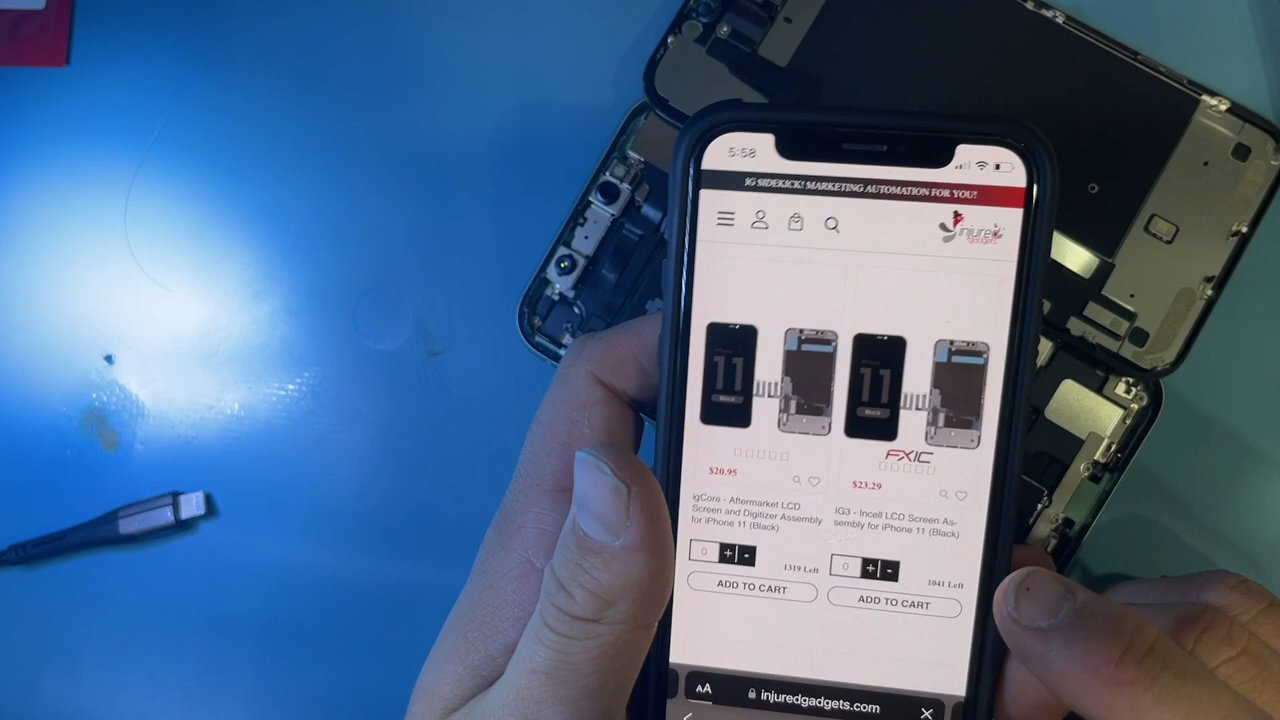 5:58
IG SIDEKICK! MARKETING AUTOMATION FOR YOU!
injured
gadgets
11
Black
11
Black
FXIC
$20.95
$23.29
igCore - Aftermarket LCD
Screen and Digitizer Assembly
for iPhone 11 (Black)
IG3 - Incell LCD Screen As-
sembly for iPhone 11 (Black)
0 + -
1319 Left
0 + -
1041 Left
ADD TO CART
ADD TO CART
AA
injuredgadgets.com